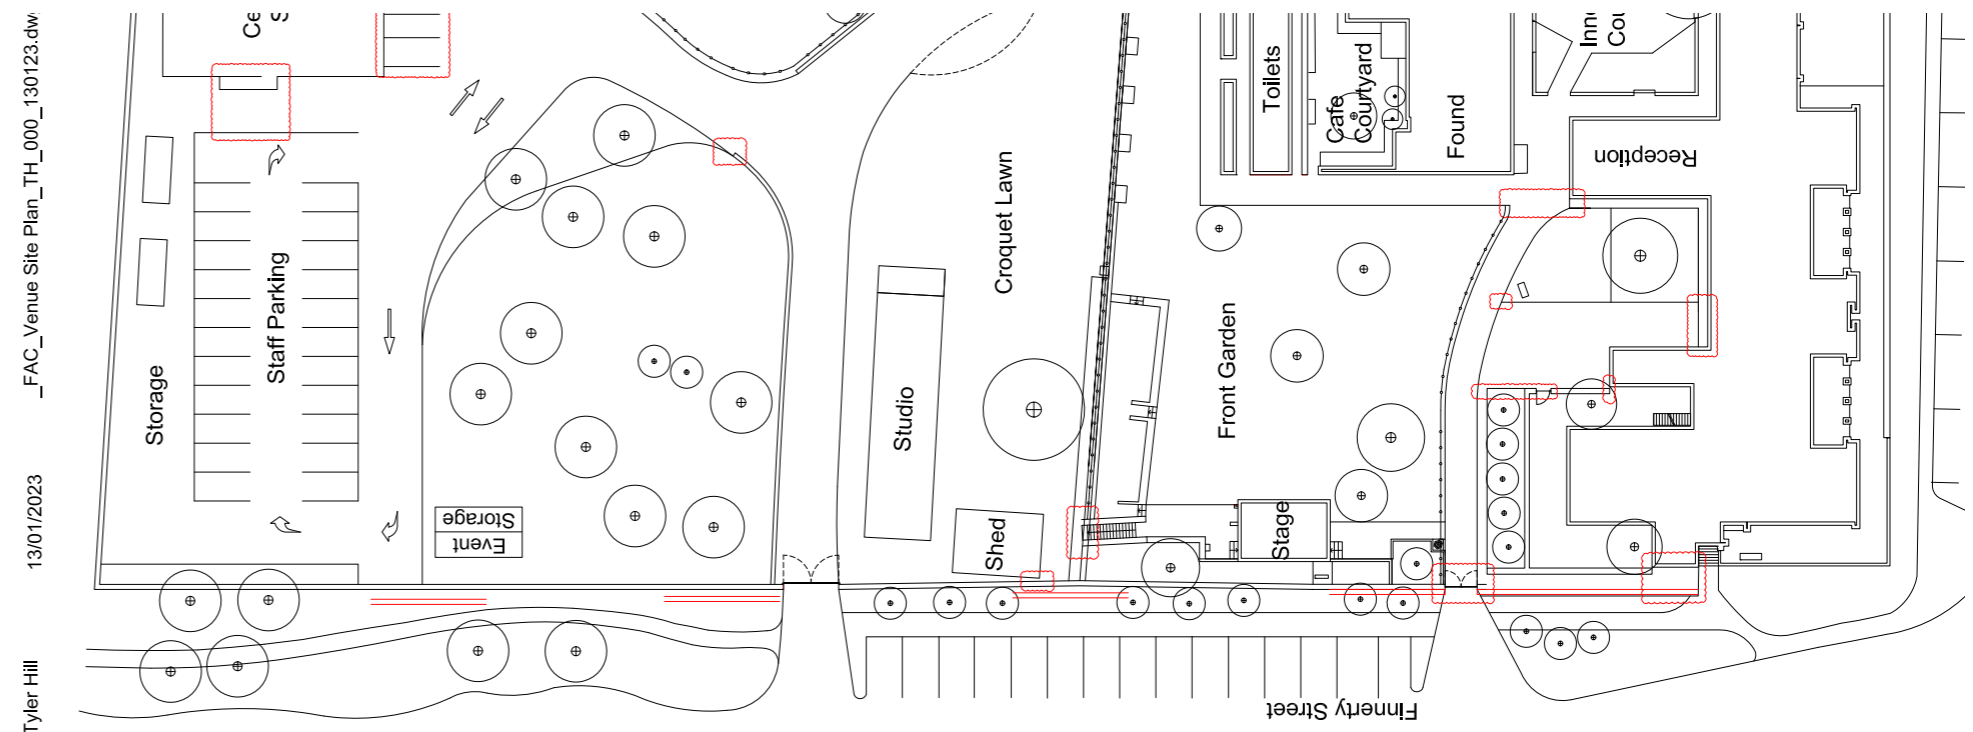 _FAC_Venue Site Plan_TH_000_130123.dw
13/01/2023
Tyler Hill
Storage
Staff Parking
Event
Storage
Studio
Shed
Croquet Lawn
Front Garden
Stage
Toilets
Cafe
Courtyard
Found
Reception
Finnerty Street